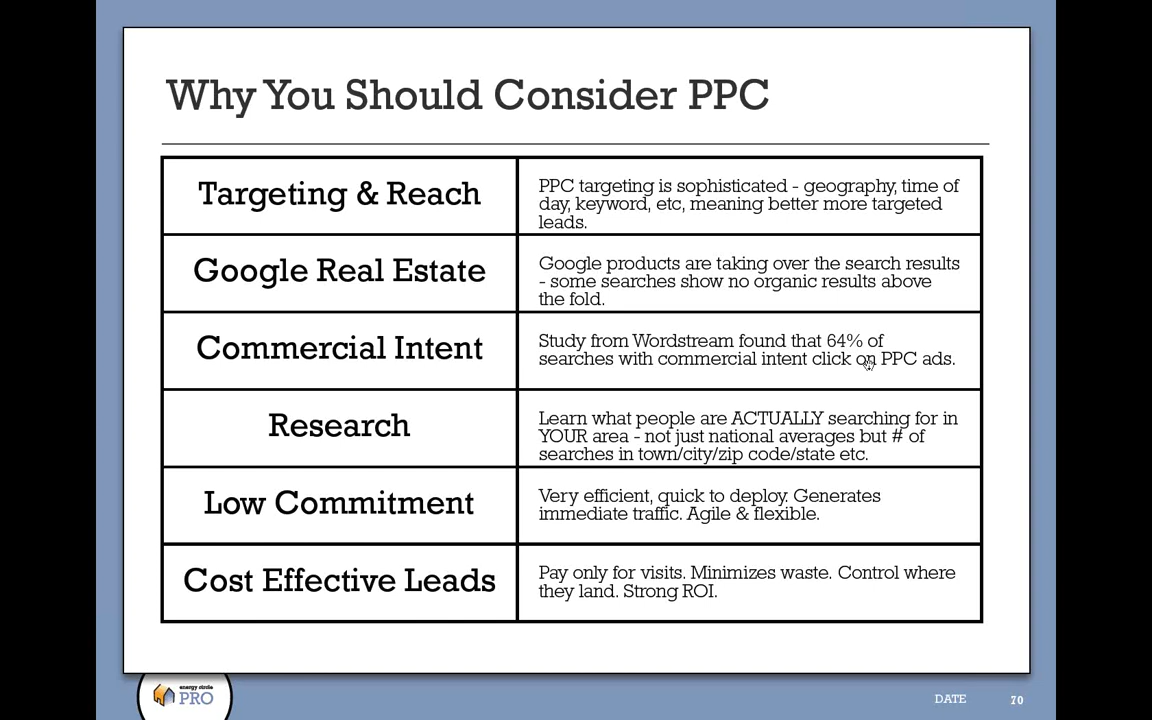 Why You Should Consider PPC
Targeting & Reach
PPC targeting is sophisticated - geography, time of
day, keyword, etc, meaning better more targeted
leads.
Google Real Estate
Google products are taking over the search results
- some searches show no organic results above
the fold.
Commercial Intent
Study from Wordstream found that 64% of
searches with commercial intent click on PPC ads.
Research
Learn what people are ACTUALLY searching for in
YOUR area - not just national averages but # of
searches in town/city/zip code/state etc.
Low Commitment
Very efficient, quick to deploy. Generates
immediate traffic. Agile & flexible.
Cost Effective Leads
Pay only for visits. Minimizes waste. Control where
they land. Strong ROI.
energy circle
PRO
DATE
70